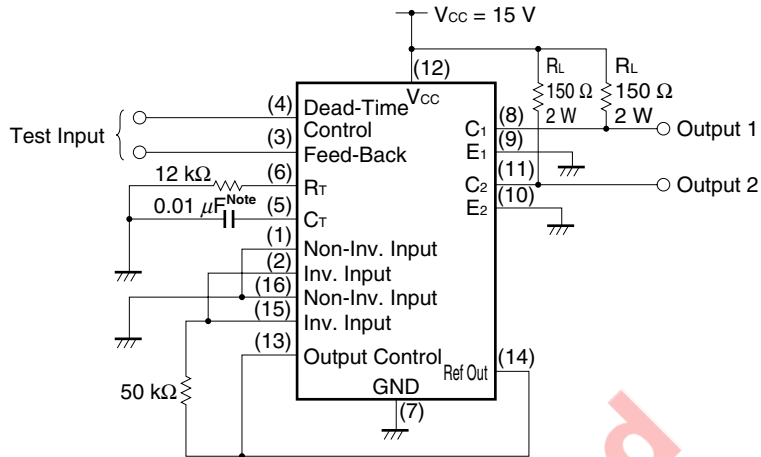 VCC = 15 V
(12)
VCC
RL
150 Ω
2 W
RL
150 Ω
2 W
Test Input
(4)
Dead-Time
Control
(3)
Feed-Back
12 kΩ
(6)
RT
0.01 μF Note
(5)
CT
(1)
Non-Inv. Input
(2)
Inv. Input
(16)
Non-Inv. Input
(15)
Inv. Input
(13)
Output Control
50 kΩ
(8)
C1
Output 1
(9)
E1
(11)
C2
Output 2
(10)
E2
(14)
Ref Out
GND
(7)
d